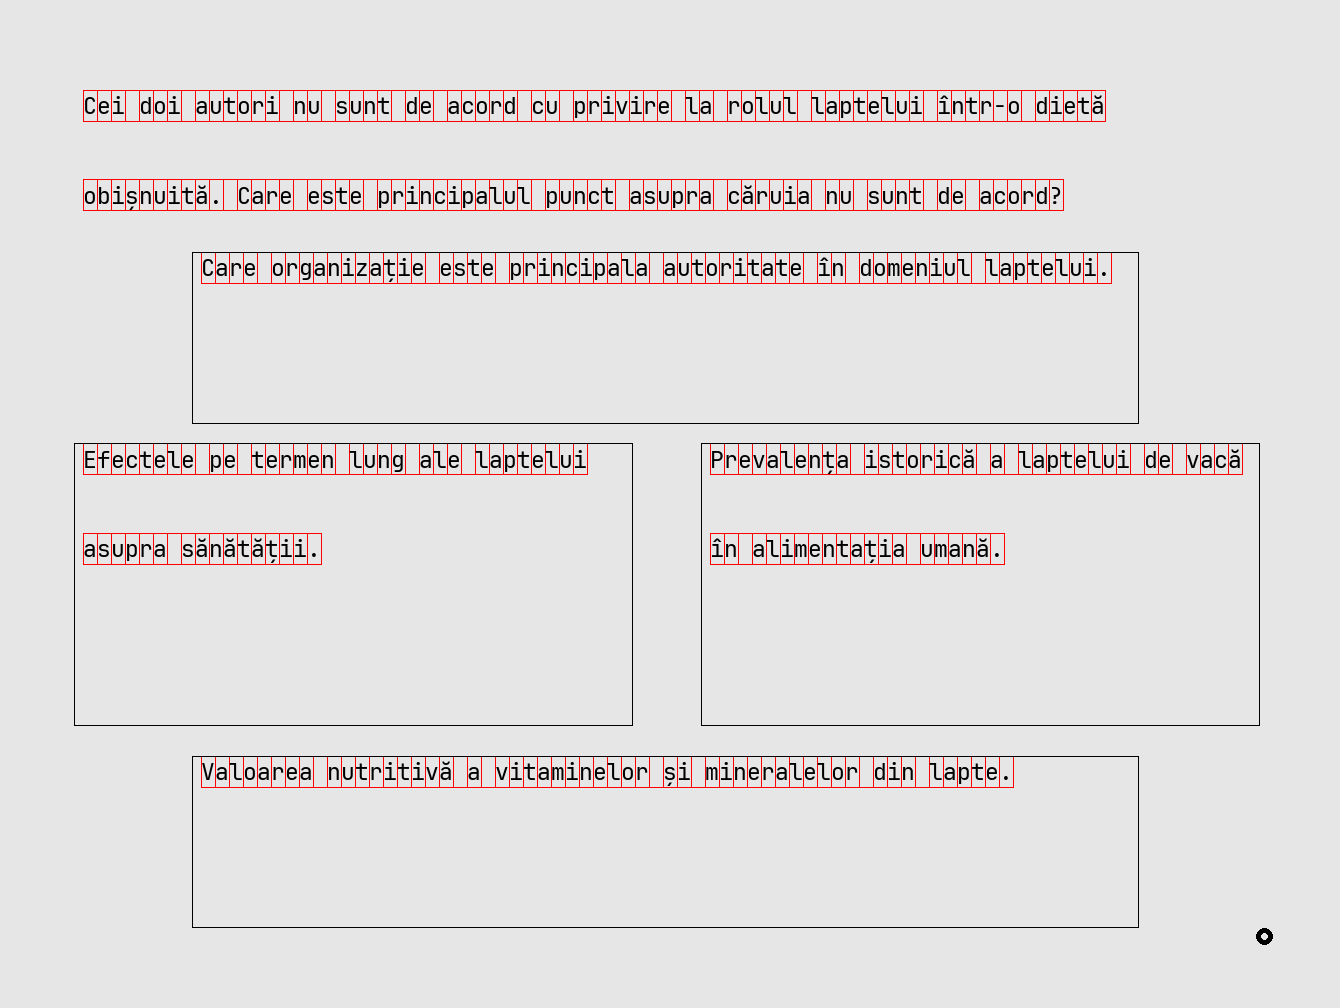 Cei doi autori nu sunt de acord cu privire la rolul laptelui într-o dietă
obișnuită. Care este principalul punct asupra căruia nu sunt de acord?
Care organizație este principala autoritate în domeniul laptelui.
Efectele pe termen lung ale laptelui
asupra sănătății.
Prevalența istorică a laptelui de vacă
în alimentația umană.
Valoarea nutritivă a vitaminelor și mineralelor din lapte.